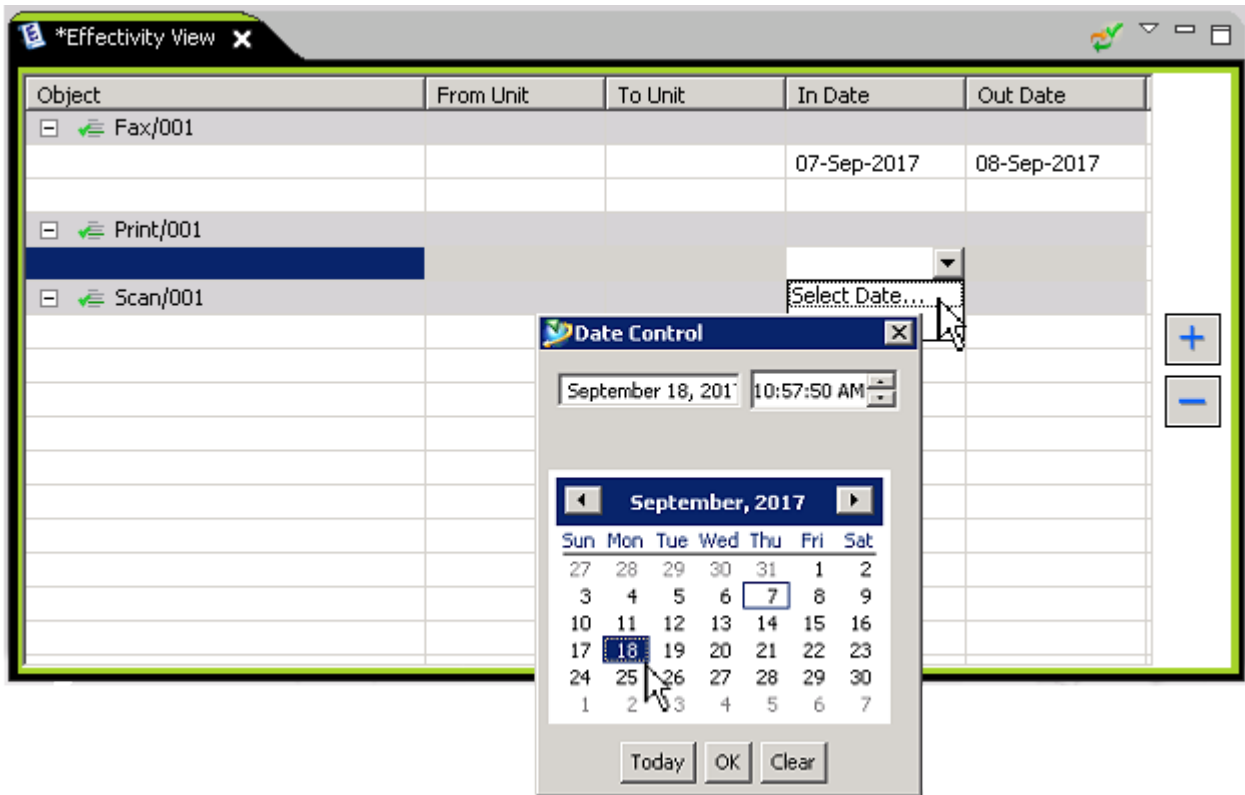 *Effectivity View
Object From Unit To Unit In Date Out Date
Fax/001
07-Sep-2017 08-Sep-2017
Print/001
Scan/001
Select Date...
Date Control
September 18, 201 10:57:50 AM
September, 2017
Sun Mon Tue Wed Thu Fri Sat
27 28 29 30 31 1 2
3 4 5 6 7 8 9
10 11 12 13 14 15 16
17 18 19 20 21 22 23
24 25 26 27 28 29 30
1 2 3 4 5 6 7
Today OK Clear